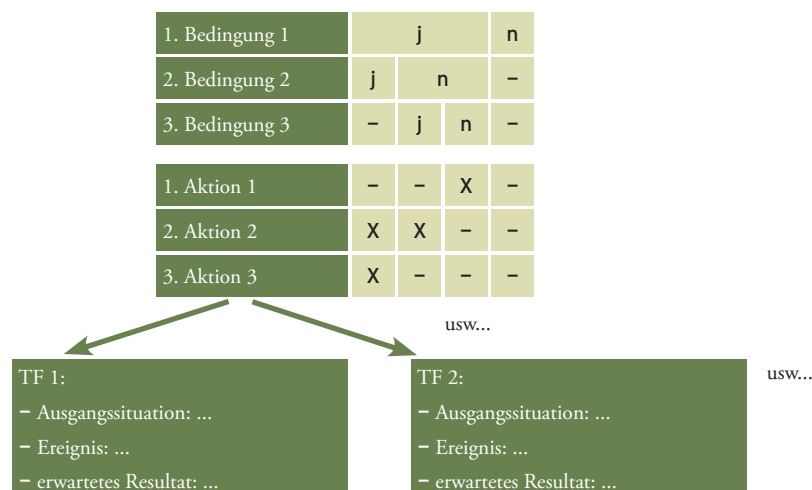 1. Bedingung 1 j n
2. Bedingung 2 j n –
3. Bedingung 3 – j n –
1. Aktion 1 – – X –
2. Aktion 2 X X – –
3. Aktion 3 X – – –
usw...
TF 1:
– Ausgangssituation: ...
– Ereignis: ...
– erwartetes Resultat: ...
TF 2:
– Ausgangssituation: ...
– Ereignis: ...
– erwartetes Resultat: ...
usw...